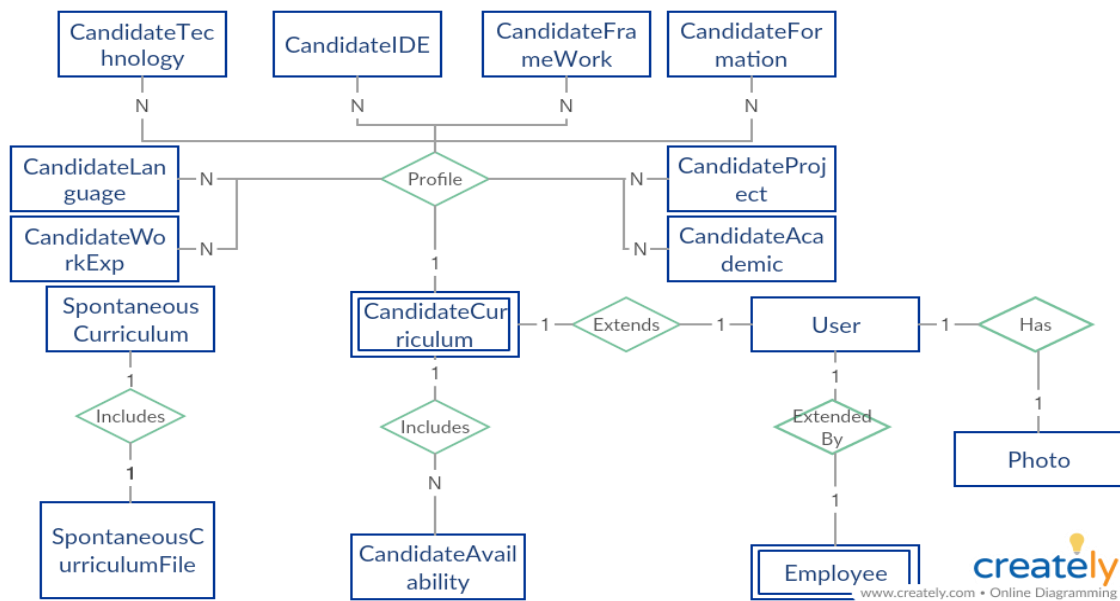 CandidateTec
hnology
CandidateIDE
CandidateFra
meWork
CandidateFor
mation
N
N
N
N
CandidateLan
guage
N
Profile
N
CandidateProj
ect
CandidateWo
rkExp
N
N
CandidateAca
demic
1
Spontaneous
Curriculum
CandidateCur
riculum
1
Extends
1
User
1
Has
1
1
1
1
Includes
Includes
Extended
By
Photo
1
N
1
SpontaneousC
urriculumFile
CandidateAvail
ability
Employee
creately
www.creately.com • Online Diagramming